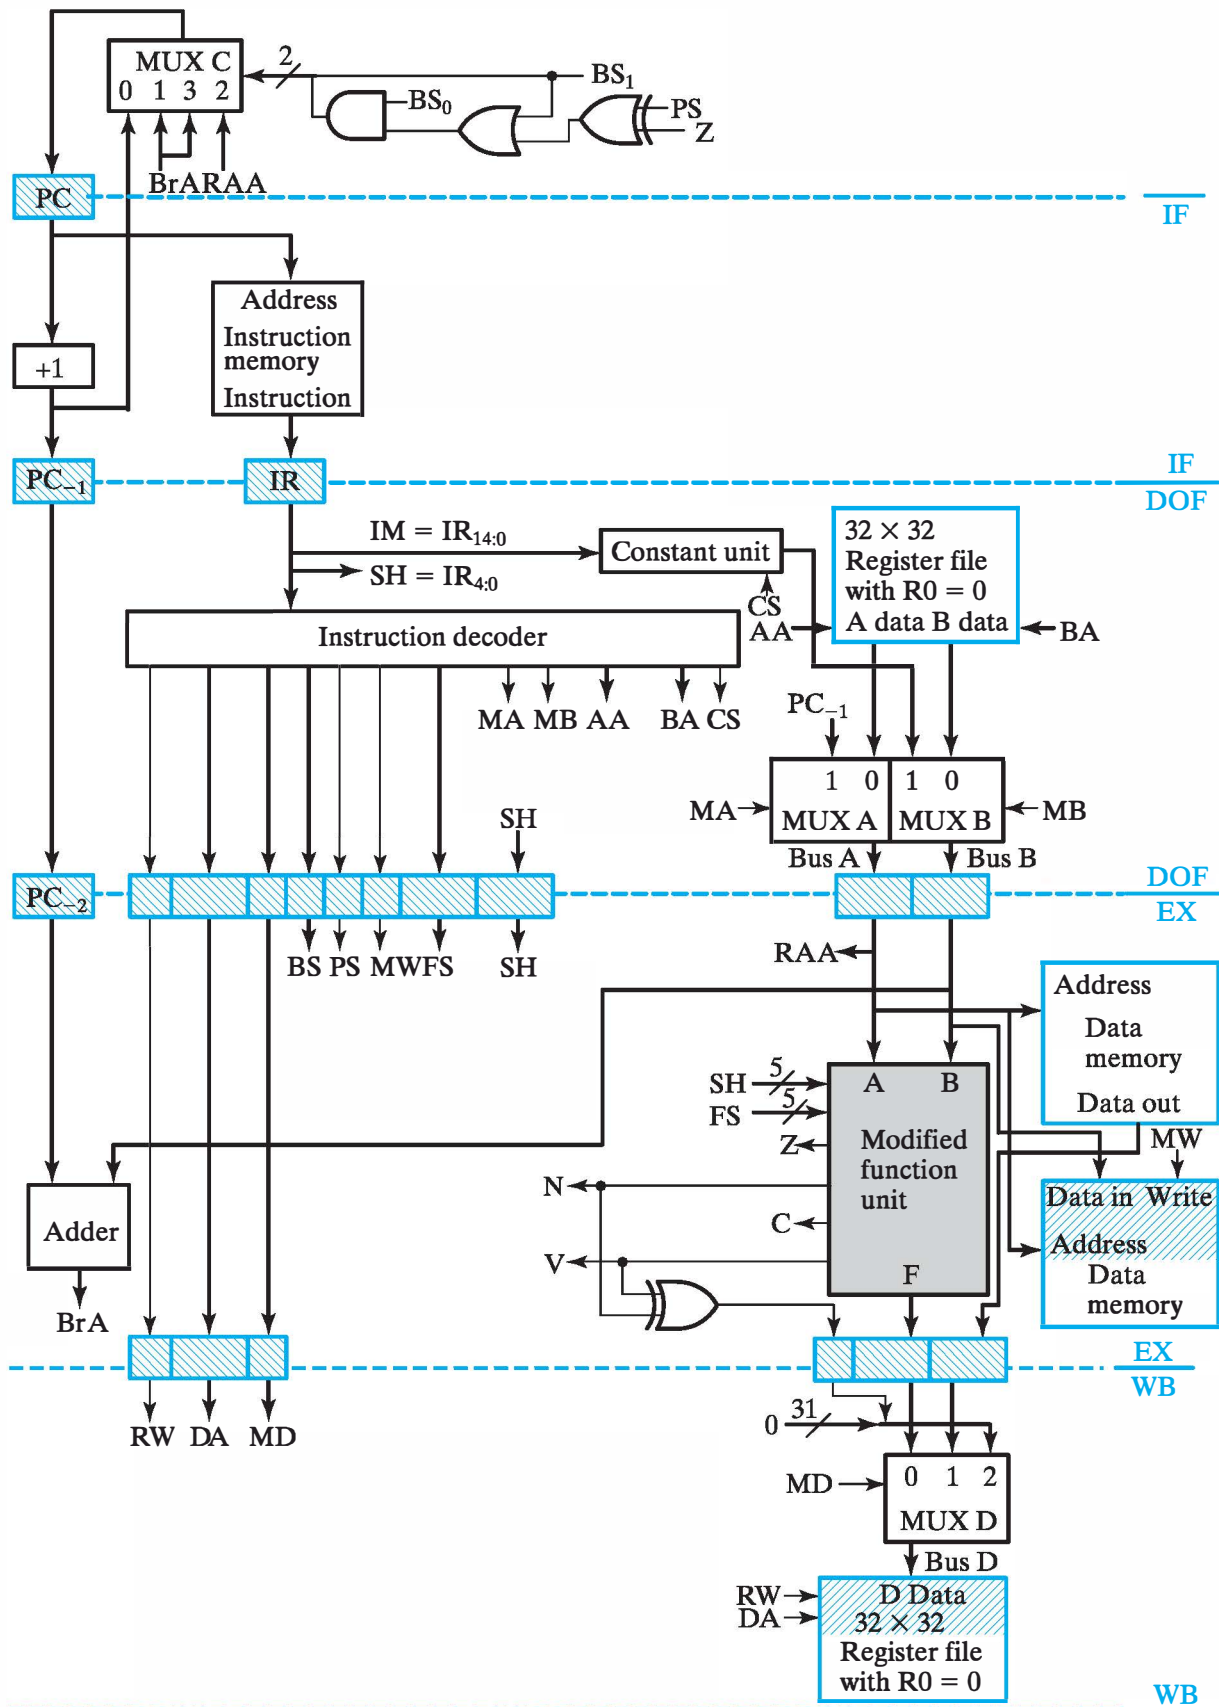 MUX C
0 1 3 2
2
BS₁
BS₀
PS
Z
BrA RAA
PC
IF
Address
Instruction
memory
Instruction
+1
PC₋₁
IR
IF
DOF
IM = IR₁₄:₀
SH = IR₄:₀
Constant unit
CS
32 × 32
Register file
with R0 = 0
A data B data
AA
BA
Instruction decoder
MA MB AA BA CS
PC₋₁
1 0 1 0
MA
MUX A MUX B
MB
SH
Bus A
Bus B
PC₋₂
DOF
EX
BS PS MW FS SH
RAA
Address
Data
memory
Data out
SH 5
FS 5
A B
Modified
function
unit
F
Z
N
C
V
MW
Data in Write
Address
Data
memory
Adder
BrA
EX
WB
RW DA MD
0 31
MD
0 1 2
MUX D
Bus D
RW
DA
D Data
32 × 32
Register file
with R0 = 0
WB